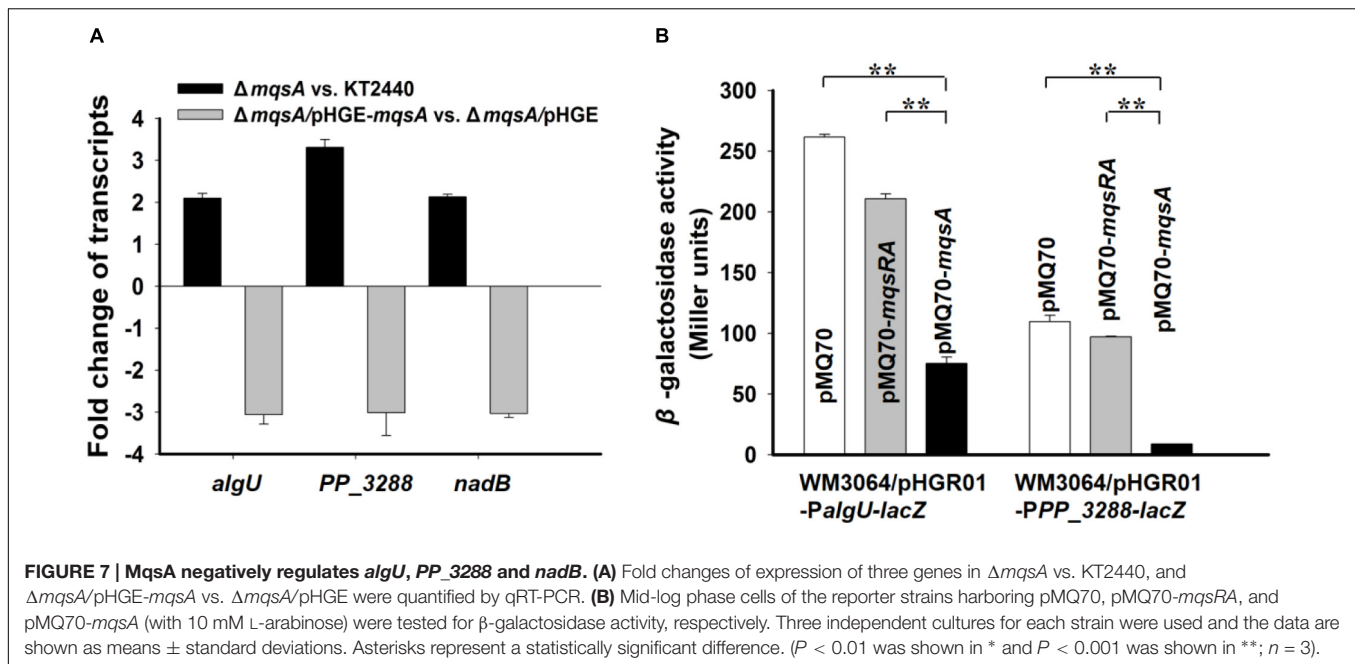 A
ΔmqsA vs. KT2440
ΔmqsA/pHGE-mqsA vs. ΔmqsA/pHGE
Fold change of transcripts
4
3
2
1
0
-1
-2
-3
-4
algU PP_3288 nadB
B
β -galactosidase activity
(Miller units)
300
250
200
150
100
50
0
** **
** **
pMQ70
pMQ70-mqsRA
pMQ70-mqsA
pMQ70
pMQ70-mqsRA
pMQ70-mqsA
WM3064/pHGR01
-PalgU-lacZ
WM3064/pHGR01
-PPP_3288-lacZ
FIGURE 7 | MqsA negatively regulates algU, PP_3288 and nadB. (A) Fold changes of expression of three genes in ΔmqsA vs. KT2440, and
ΔmqsA/pHGE-mqsA vs. ΔmqsA/pHGE were quantified by qRT-PCR. (B) Mid-log phase cells of the reporter strains harboring pMQ70, pMQ70-mqsRA, and
pMQ70-mqsA (with 10 mM L-arabinose) were tested for β-galactosidase activity, respectively. Three independent cultures for each strain were used and the data are
shown as means ± standard deviations. Asterisks represent a statistically significant difference. (P < 0.01 was shown in * and P < 0.001 was shown in **; n = 3).